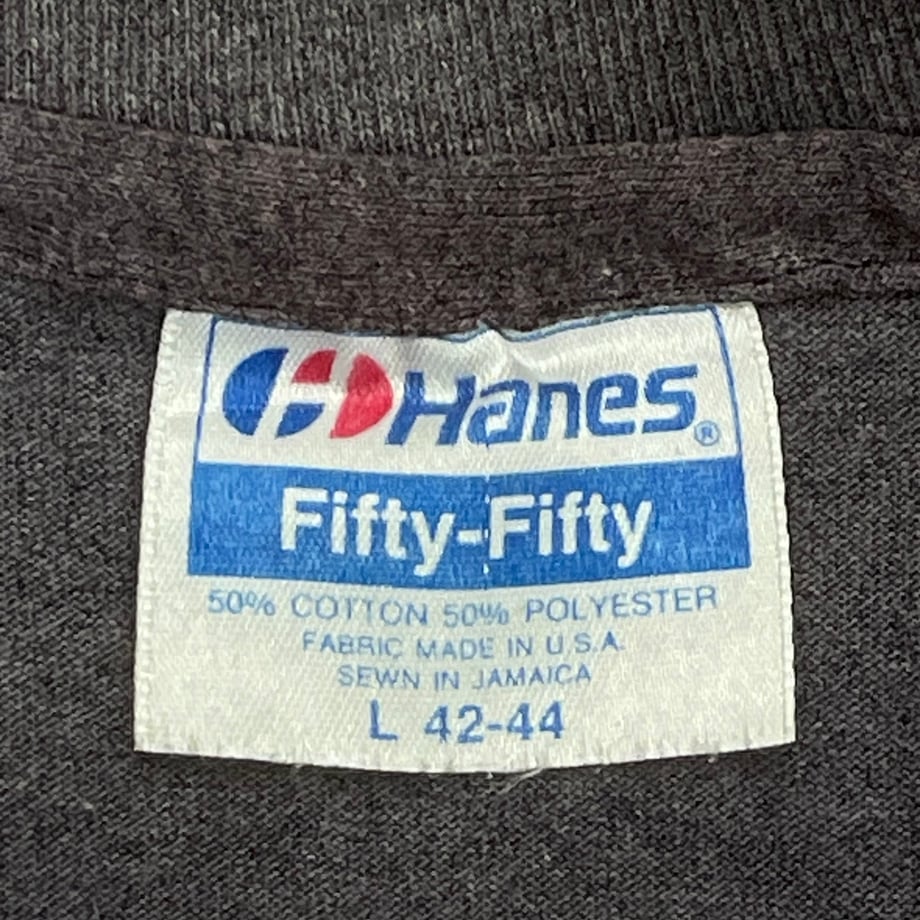 Hanes®
Fifty-Fifty
50% COTTON 50% POLYESTER
FABRIC MADE IN U.S.A.
SEWN IN JAMAICA
L 42-44